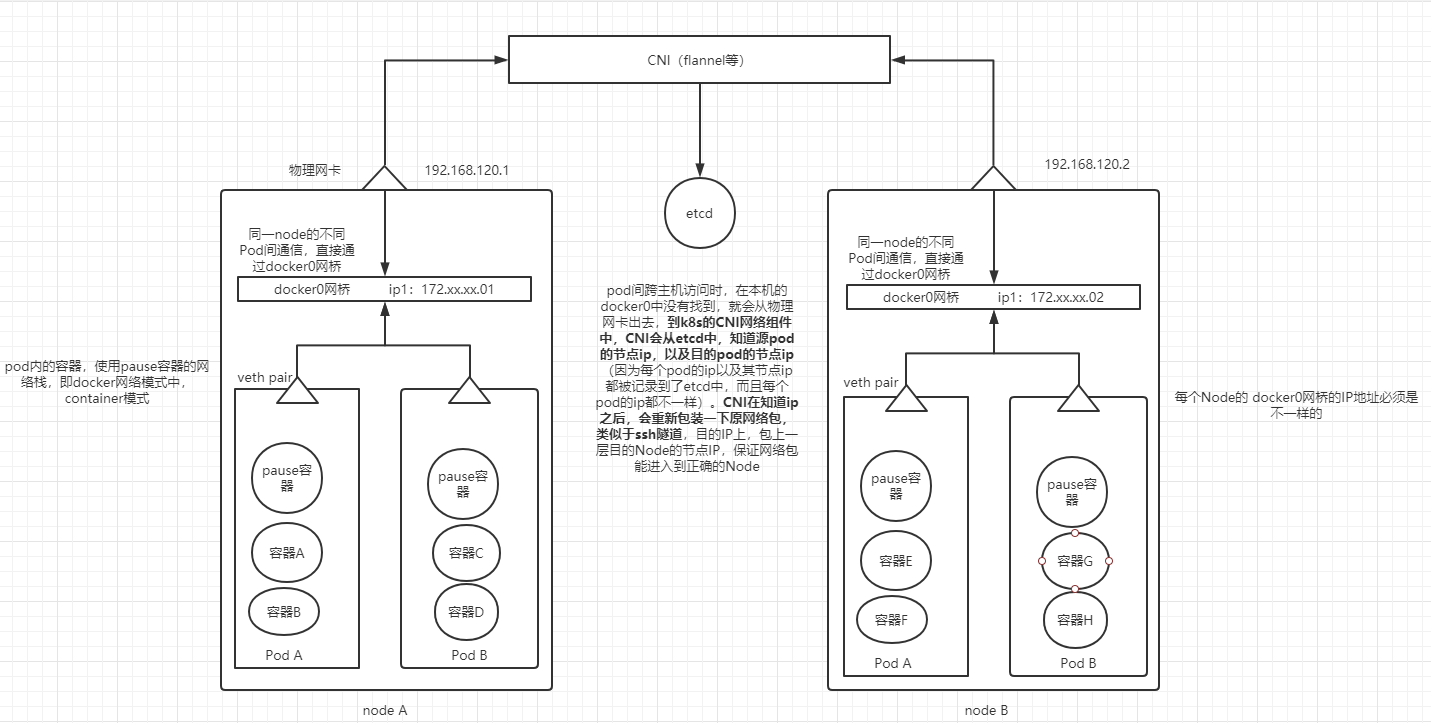 CNI（flannel等）
物理网卡
192.168.120.1
192.168.120.2
etcd
同一node的不同
Pod间通信，直接通
过docker0网桥
docker0网桥 ip1：172.xx.xx.01
同一node的不同
Pod间通信，直接通
过docker0网桥
docker0网桥 ip1：172.xx.xx.02
pod间跨主机访问时，在本机的
docker0中没有找到，就会从物理
网卡出去，到k8s的CNI网络组件
中，CNI会从etcd中，知道源pod
的节点ip，以及目的pod的节点ip
（因为每个pod的ip以及其节点ip
都被记录到了etcd中，而且每个
pod的ip都不一样）。CNI在知道ip
之后，会重新包装一下原网络包，
类似于ssh隧道，目的IP上，包上一
层目的Node的节点IP，保证网络包
能进入到正确的Node
pod内的容器，使用pause容器的网
络栈，即docker网络模式中，
container模式
每个Node的 docker0网桥的IP地址必须是
不一样的
veth pair
pause容
器
容器A
容器B
Pod A
pause容
器
容器C
容器D
Pod B
node A
veth pair
pause容
器
容器E
容器F
Pod A
pause容
器
容器G
容器H
Pod B
node B